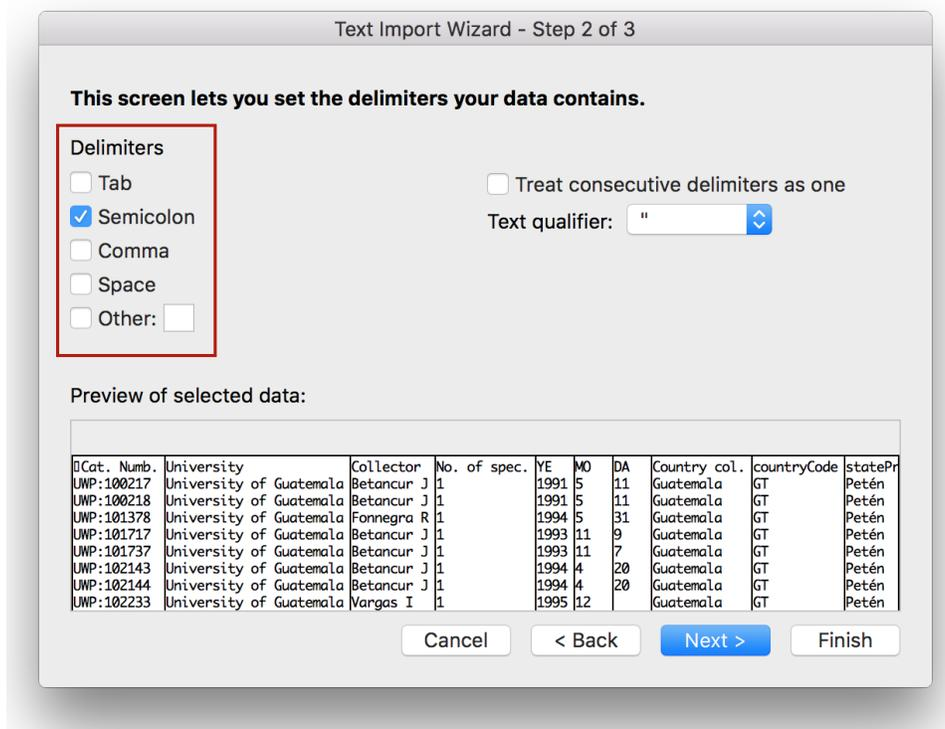 Text Import Wizard - Step 2 of 3
This screen lets you set the delimiters your data contains.
Delimiters
Tab
Semicolon
Comma
Space
Other:
Treat consecutive delimiters as one
Text qualifier: "
Preview of selected data:
Cat. Numb. University Collector No. of spec. YE MO DA Country col. countryCode statePr
UWP:100217 University of Guatemala Betancur J 1 1991 5 11 Guatemala GT Petén
UWP:100218 University of Guatemala Betancur J 1 1991 5 11 Guatemala GT Petén
UWP:101378 University of Guatemala Fonnegra R 1 1994 5 31 Guatemala GT Petén
UWP:101717 University of Guatemala Betancur J 1 1993 11 9 Guatemala GT Petén
UWP:101737 University of Guatemala Betancur J 1 1993 11 7 Guatemala GT Petén
UWP:102143 University of Guatemala Betancur J 1 1994 4 20 Guatemala GT Petén
UWP:102144 University of Guatemala Betancur J 1 1994 4 20 Guatemala GT Petén
UWP:102233 University of Guatemala Vargas I 1 1995 12 Guatemala GT Petén
Cancel < Back Next > Finish